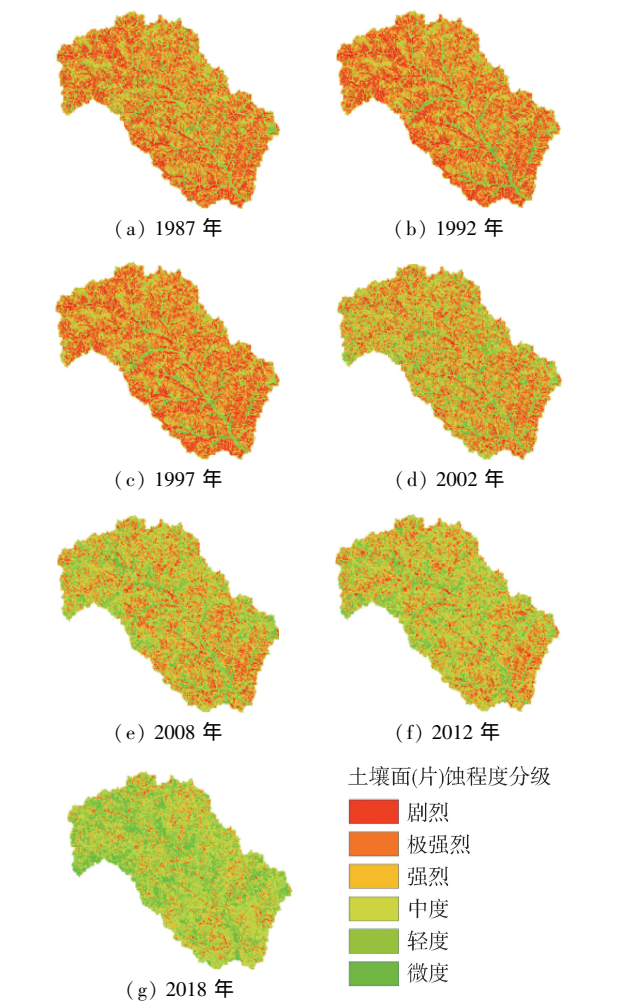 (a) 1987 年
(b) 1992 年
(c) 1997 年
(d) 2002 年
(e) 2008 年
(f) 2012 年
土壤面(片)蚀程度分级
剧烈
极强烈
强烈
中度
轻度
微度
(g) 2018 年